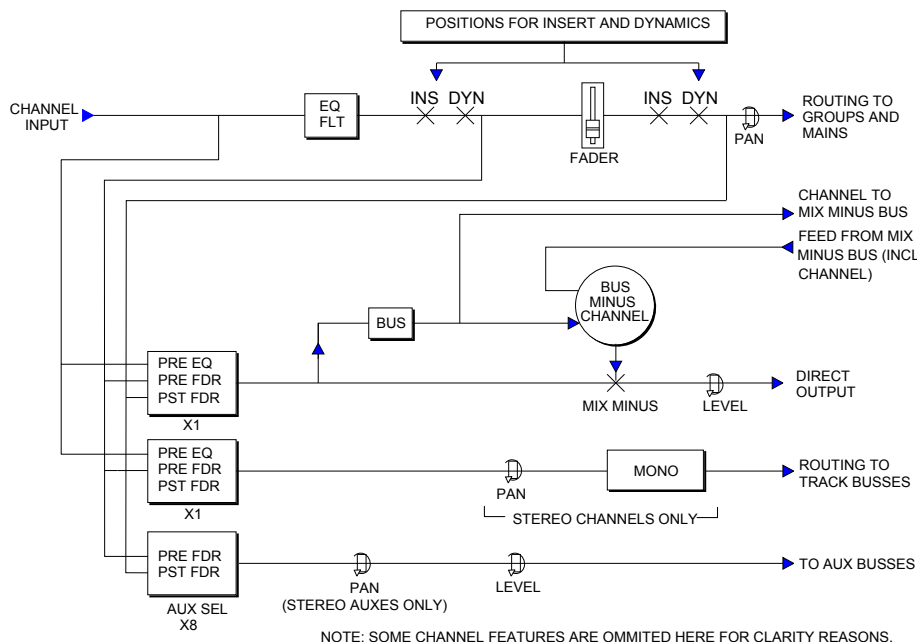 POSITIONS FOR INSERT AND DYNAMICS
CHANNEL
INPUT
EQ
FLT
INS DYN
FADER
INS DYN
PAN
ROUTING TO
GROUPS AND
MAINS
CHANNEL TO
MIX MINUS BUS
FEED FROM MIX
MINUS BUS (INCL
CHANNEL)
BUS
MINUS
CHANNEL
BUS
PRE EQ
PRE FDR
PST FDR
X1
MIX MINUS
LEVEL
DIRECT
OUTPUT
PRE EQ
PRE FDR
PST FDR
X1
PAN
MONO
STEREO CHANNELS ONLY
ROUTING TO
TRACK BUSSES
PRE FDR
PST FDR
AUX SEL
X8
PAN
(STEREO AUXES ONLY)
LEVEL
TO AUX BUSSES
NOTE: SOME CHANNEL FEATURES ARE OMMITED HERE FOR CLARITY REASONS.